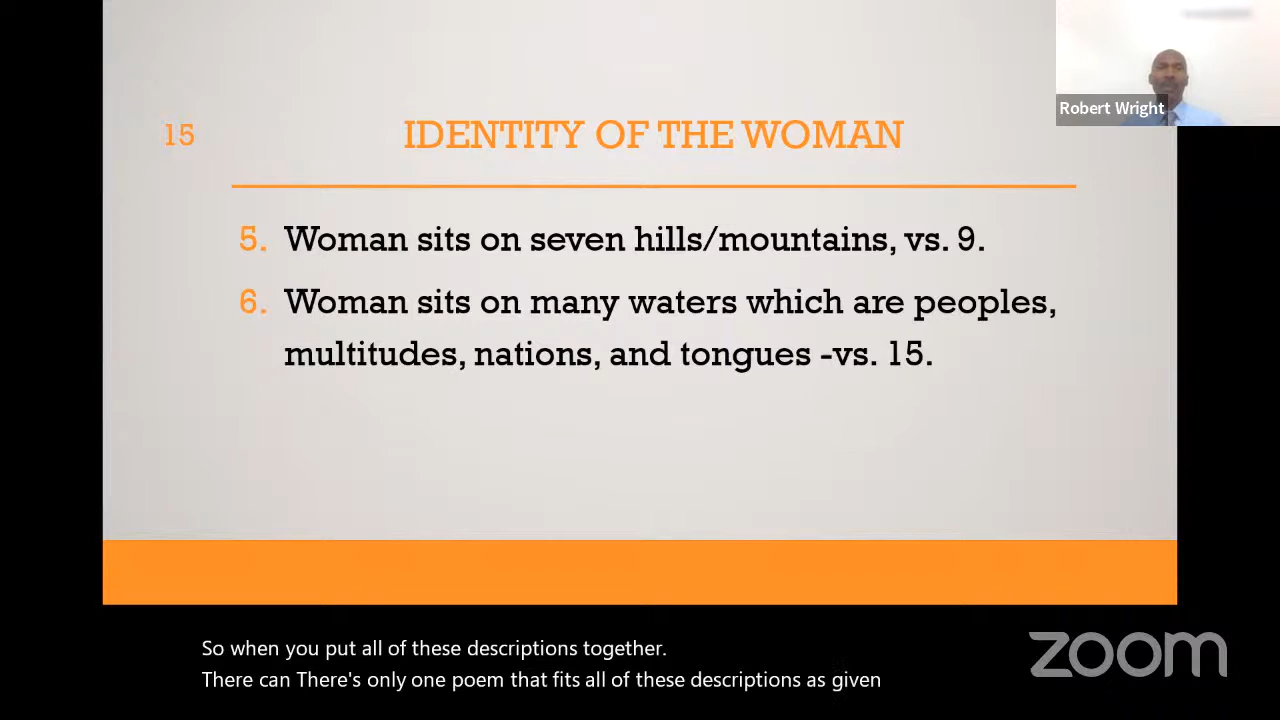 Robert Wright
15
IDENTITY OF THE WOMAN
5. Woman sits on seven hills/mountains, vs. 9.
6. Woman sits on many waters which are peoples,
multitudes, nations, and tongues -vs. 15.
So when you put all of these descriptions together.
There can There's only one poem that fits all of these descriptions as given
zoom